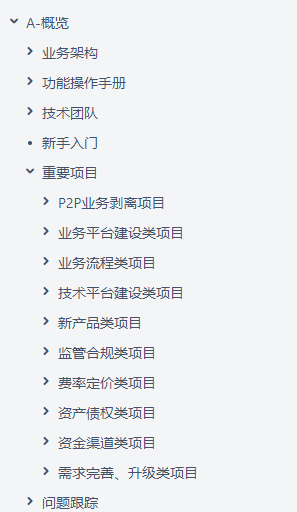 A-概览
业务架构
功能操作手册
技术团队
新手入门
重要项目
P2P业务剥离项目
业务平台建设类项目
业务流程类项目
技术平台建设类项目
新产品类项目
监管合规类项目
费率定价类项目
资产债权类项目
资金渠道类项目
需求完善、升级类项目
问题跟踪